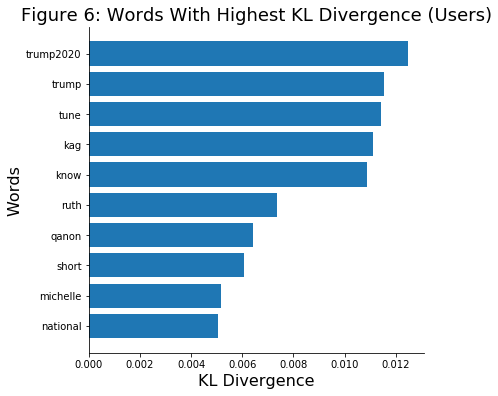 Figure 6: Words With Highest KL Divergence (Users)
trump2020
trump
tune
kag
know
ruth
qanon
short
michelle
national
Words
0.000 0.002 0.004 0.006 0.008 0.010 0.012
KL Divergence